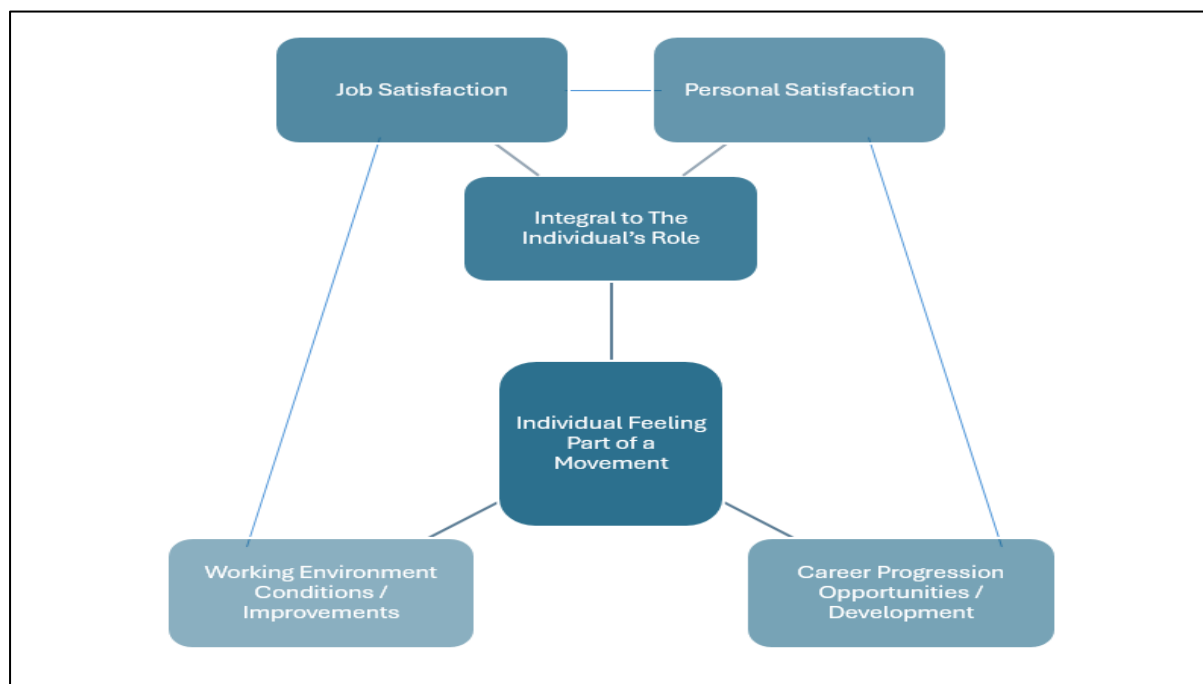 Job Satisfaction
Personal Satisfaction
Integral to The
Individual’s Role
Individual Feeling
Part of a
Movement
Working Environment
Conditions /
Improvements
Career Progression
Opportunities /
Development